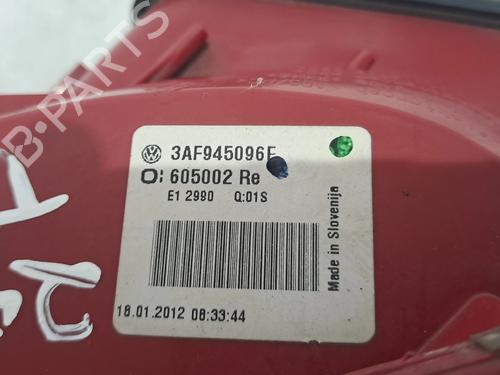 B-PARTS
3AF945096F
O: 605002 Re
E1 2990 Q:01S
18.01.2012 08:33:44
Made in Slovenija